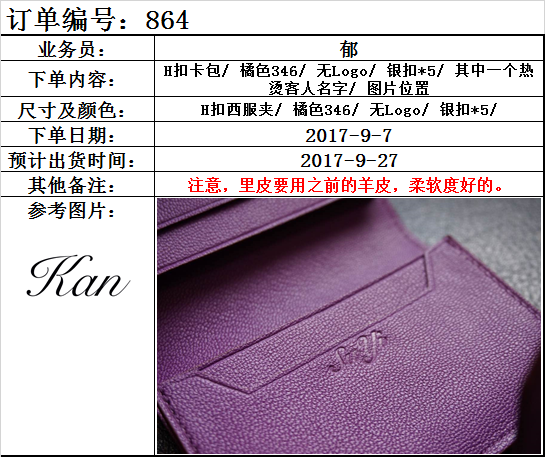 订单编号：864
业务员： 郁
下单内容： H扣卡包/ 橘色346/ 无Logo/ 银扣*5/ 其中一个热
烫客人名字/ 图片位置
尺寸及颜色： H扣西服夹/ 橘色346/ 无Logo/ 银扣*5/
下单日期： 2017-9-7
预计出货时间： 2017-9-27
其他备注： 注意，里皮要用之前的羊皮，柔软度好的。
参考图片：
Kan